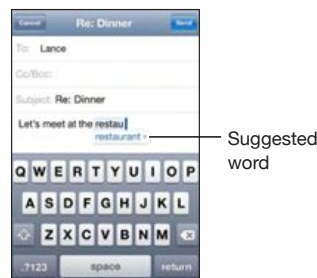 Cancel Re: Dinner Send
To: Lance
Cc/Bcc:
Subject: Re: Dinner
Let's meet at the restau
restaurant ×
Suggested word
Q W E R T Y U I O P
A S D F G H J K L
Z X C V B N M
.?123 space return